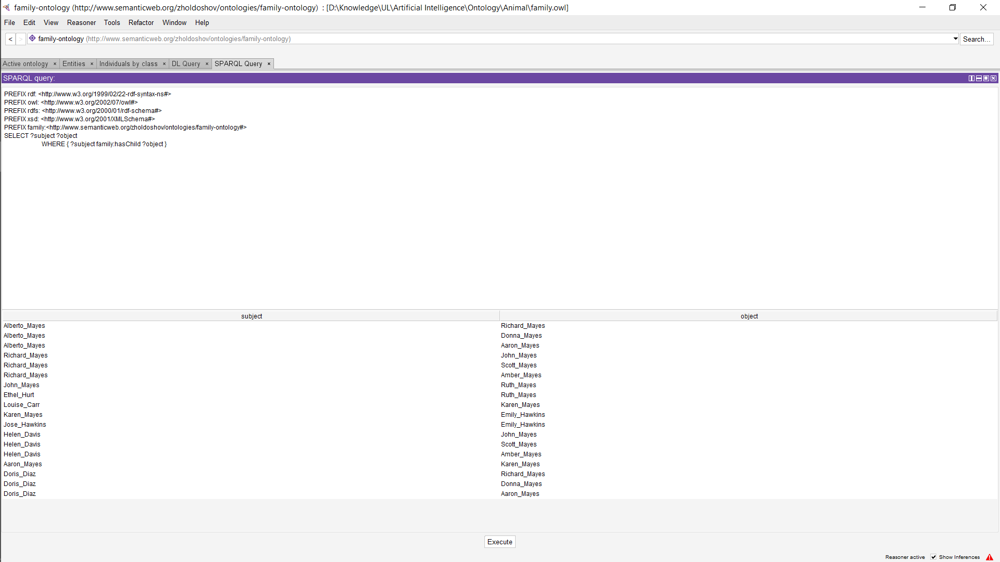 family-ontology (http://www.semanticweb.org/zholdoshov/ontologies/family-ontology) : [D:\Knowledge\UL\Artificial Intelligence\Ontology\Animal\family.owl]
File Edit View Reasoner Tools Refactor Window Help
< > family-ontology (http://www.semanticweb.org/zholdoshov/ontologies/family-ontology) Search...
Active ontology × Entities × Individuals by class × DL Query × SPARQL Query ×
SPARQL query:
PREFIX rdf: <http://www.w3.org/1999/02/22-rdf-syntax-ns#>
PREFIX owl: <http://www.w3.org/2002/07/owl#>
PREFIX rdfs: <http://www.w3.org/2000/01/rdf-schema#>
PREFIX xsd: <http://www.w3.org/2001/XMLSchema#>
PREFIX family:<http://www.semanticweb.org/zholdoshov/ontologies/family-ontology#>
SELECT ?subject ?object
WHERE { ?subject family:hasChild ?object }
subject object
Alberto_Mayes Richard_Mayes
Alberto_Mayes Donna_Mayes
Alberto_Mayes Aaron_Mayes
Richard_Mayes John_Mayes
Richard_Mayes Scott_Mayes
Richard_Mayes Amber_Mayes
John_Mayes Ruth_Mayes
Ethel_Hurt Ruth_Mayes
Louise_Carr Karen_Mayes
Karen_Mayes Emily_Hawkins
Jose_Hawkins Emily_Hawkins
Helen_Davis John_Mayes
Helen_Davis Scott_Mayes
Helen_Davis Amber_Mayes
Aaron_Mayes Karen_Mayes
Doris_Diaz Richard_Mayes
Doris_Diaz Donna_Mayes
Doris_Diaz Aaron_Mayes
Execute
Reasoner active Show Inferences